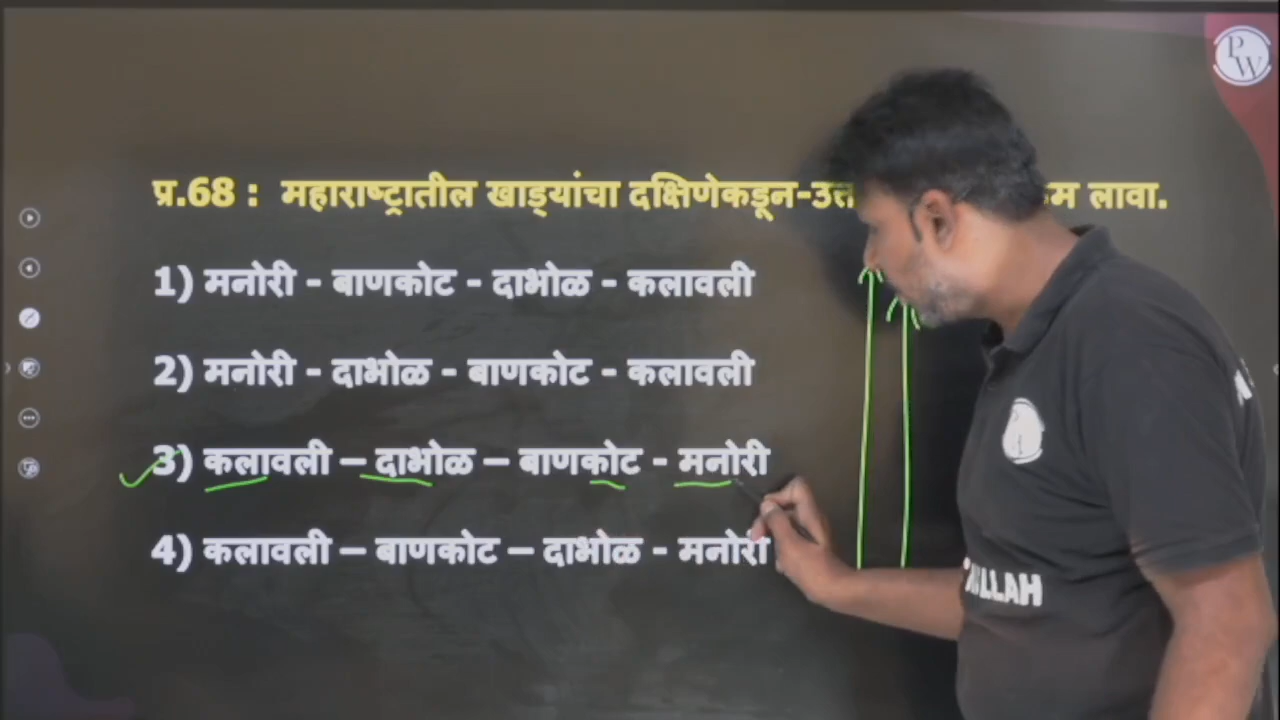 PW
प्र.68 : महाराष्ट्रातील खाड्यांचा दक्षिणेकडून-उत्त लावा.
1) मनोरी - बाणकोट - दाभोळ - कलावली
2) मनोरी - दाभोळ - बाणकोट - कलावली
3) कलावली – दाभोळ – बाणकोट - मनोरी
4) कलावली – बाणकोट – दाभोळ - मनोरी